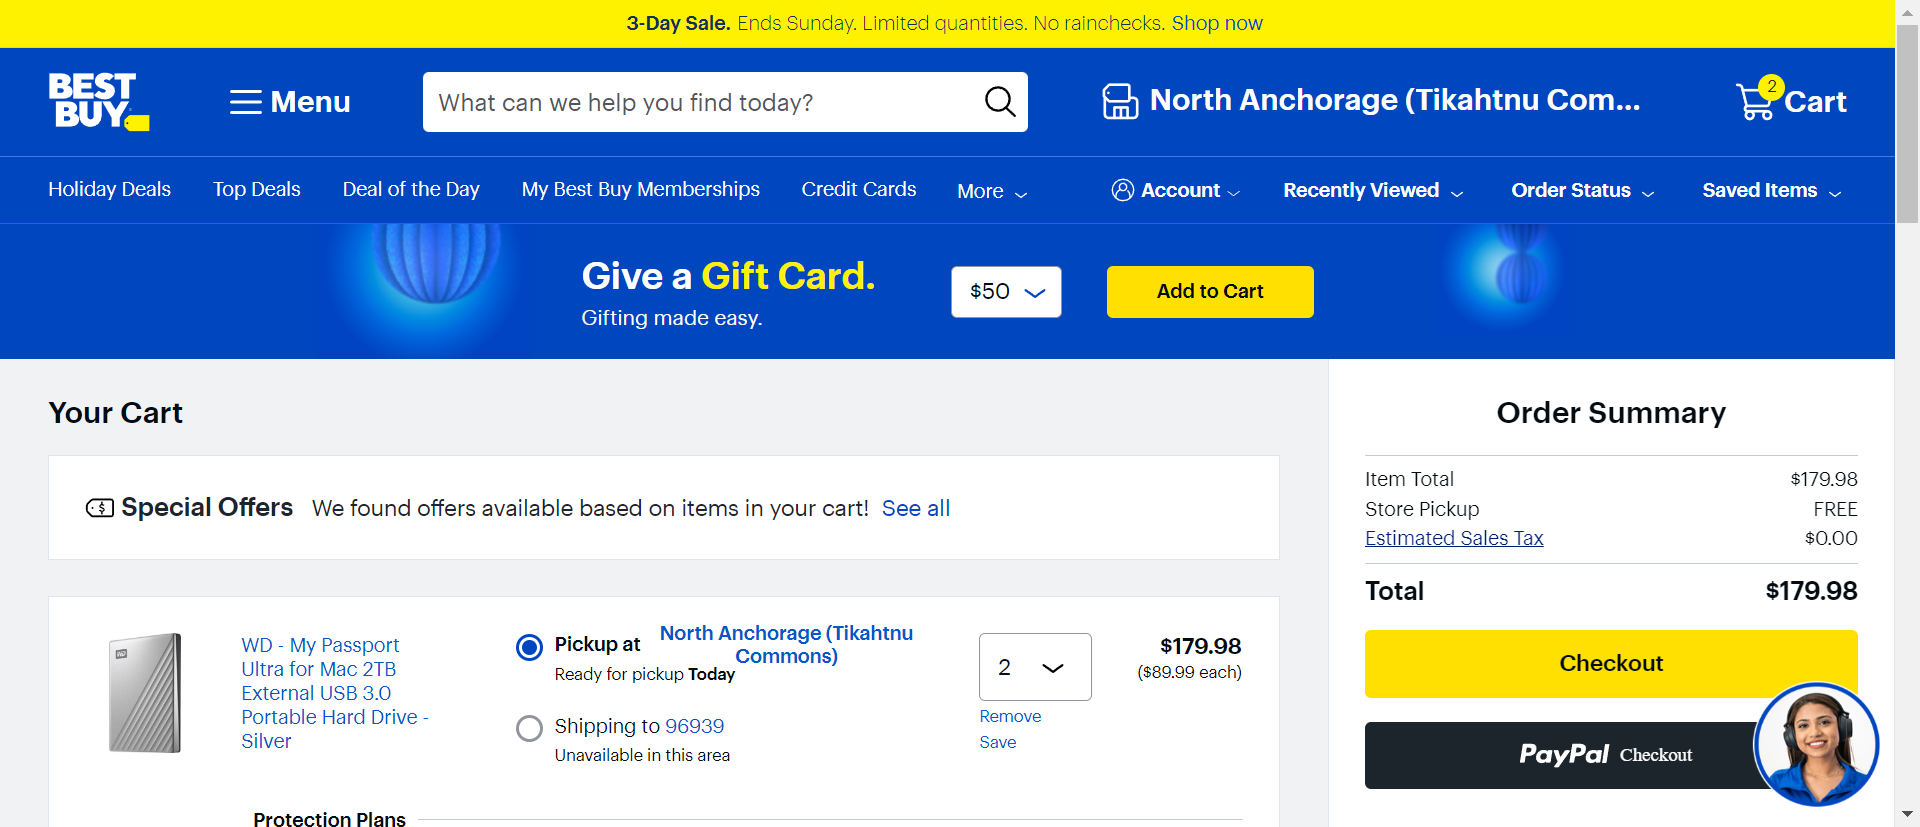 3-Day Sale. Ends Sunday. Limited quantities. No rainchecks. Shop now
BEST
BUY
Menu
What can we help you find today?
North Anchorage (Tikahtnu Com...
2
Cart
Holiday Deals
Top Deals
Deal of the Day
My Best Buy Memberships
Credit Cards
More
Account
Recently Viewed
Order Status
Saved Items
Give a Gift Card.
Gifting made easy.
$50
Add to Cart
Your Cart
Special Offers We found offers available based on items in your cart! See all
WD
WD - My Passport
Ultra for Mac 2TB
External USB 3.0
Portable Hard Drive -
Silver
Pickup at North Anchorage (Tikahtnu
Commons)
Ready for pickup Today
Shipping to 96939
Unavailable in this area
2
Remove
Save
$179.98
($89.99 each)
Protection Plans
Order Summary
Item Total $179.98
Store Pickup FREE
Estimated Sales Tax $0.00
Total $179.98
Checkout
PayPal Checkout